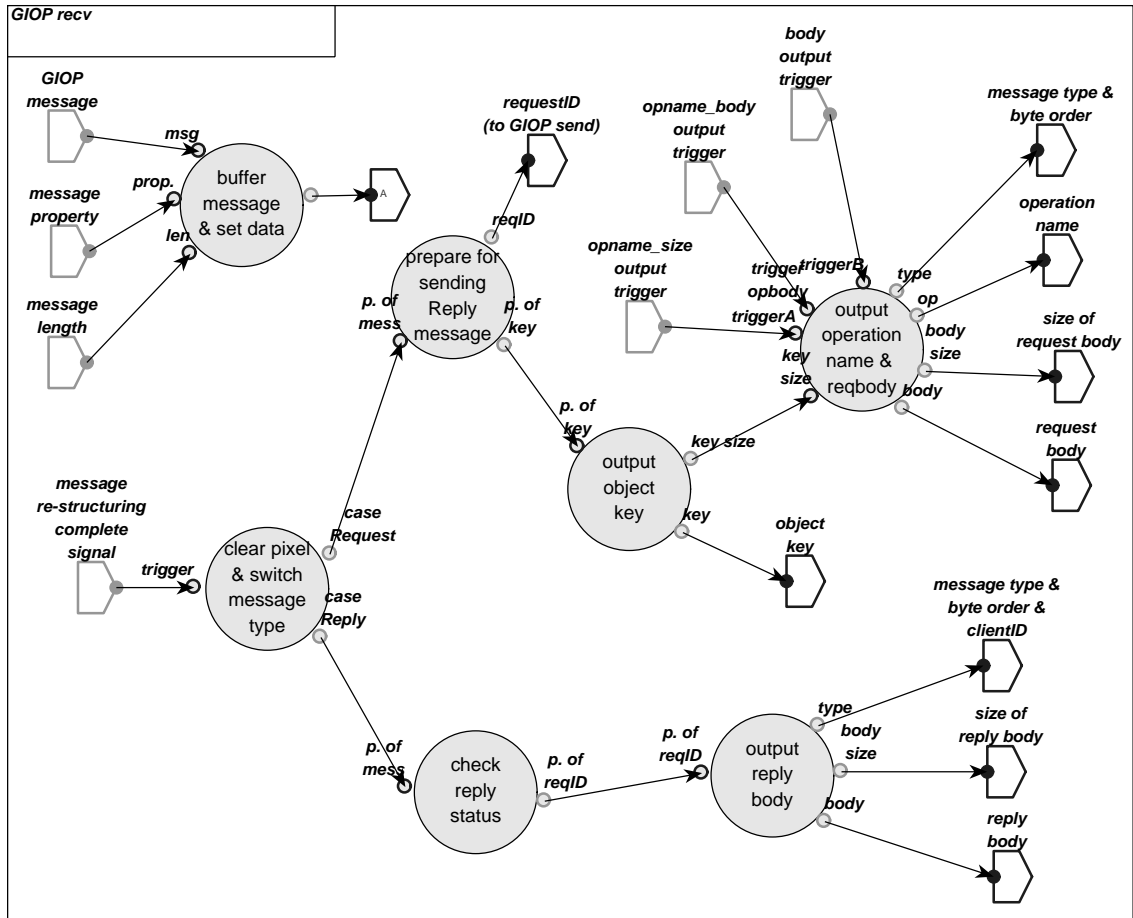 GIOP recv
GIOP
message
msg
message
property
prop.
len
message
length
buffer
message
& set data
A
requestID
(to GIOP send)
reqID
prepare for
sending
Reply
message
p. of
mess
p. of
key
opname_size
output
trigger
opname_body
output
trigger
body
output
trigger
triggerB
trigger
opbody
triggerA
key
size
output
operation
name &
reqbody
type
op
body
size
body
message type &
byte order
operation
name
size of
request body
request
body
p. of
key
output
object
key
key size
key
object
key
message
re-structuring
complete
signal
trigger
clear pixel
& switch
message
type
case
Request
case
Reply
p. of
mess
check
reply
status
p. of
reqID
p. of
reqID
output
reply
body
type
body
size
body
message type &
byte order &
clientID
size of
reply body
reply
body